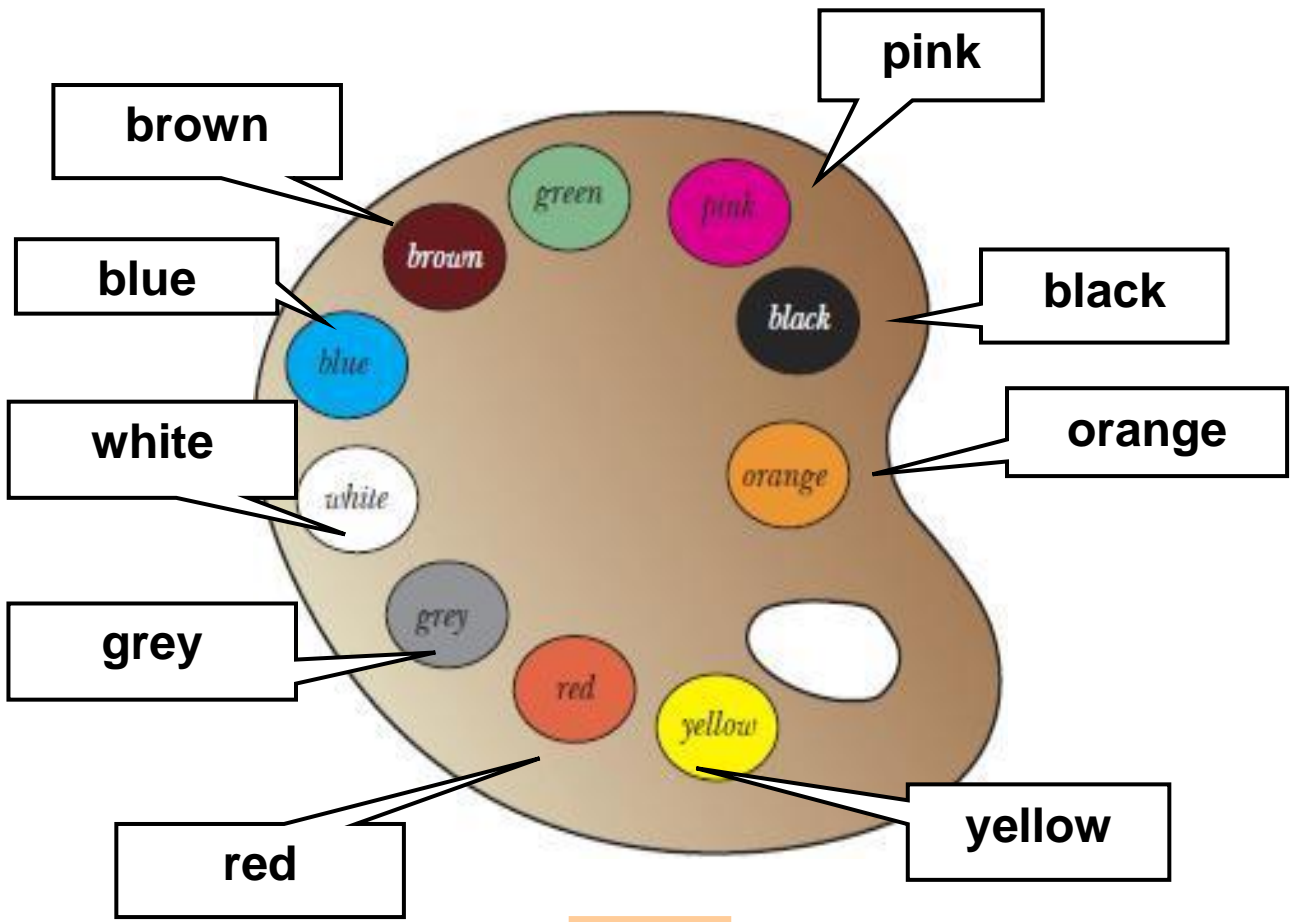 pink
brown
green
pink
brown
blue
black
black
blue
orange
white
orange
white
grey
grey
red
yellow
yellow
red